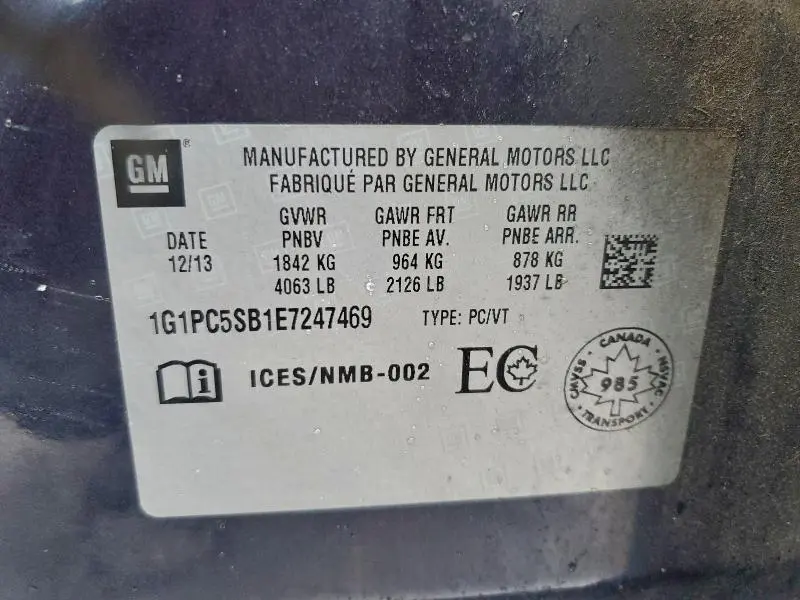 GM
MANUFACTURED BY GENERAL MOTORS LLC
FABRIQUÉ PAR GENERAL MOTORS LLC
GVWR GAWR FRT GAWR RR
DATE PNBV PNBE AV. PNBE ARR.
12/13 1842 KG 964 KG 878 KG
4063 LB 2126 LB 1937 LB
1G1PC5SB1E7247469 TYPE: PC/VT
i ICES/NMB-002 EC
CANADA
CMVSS 985 NSVAC
TRANSPORT